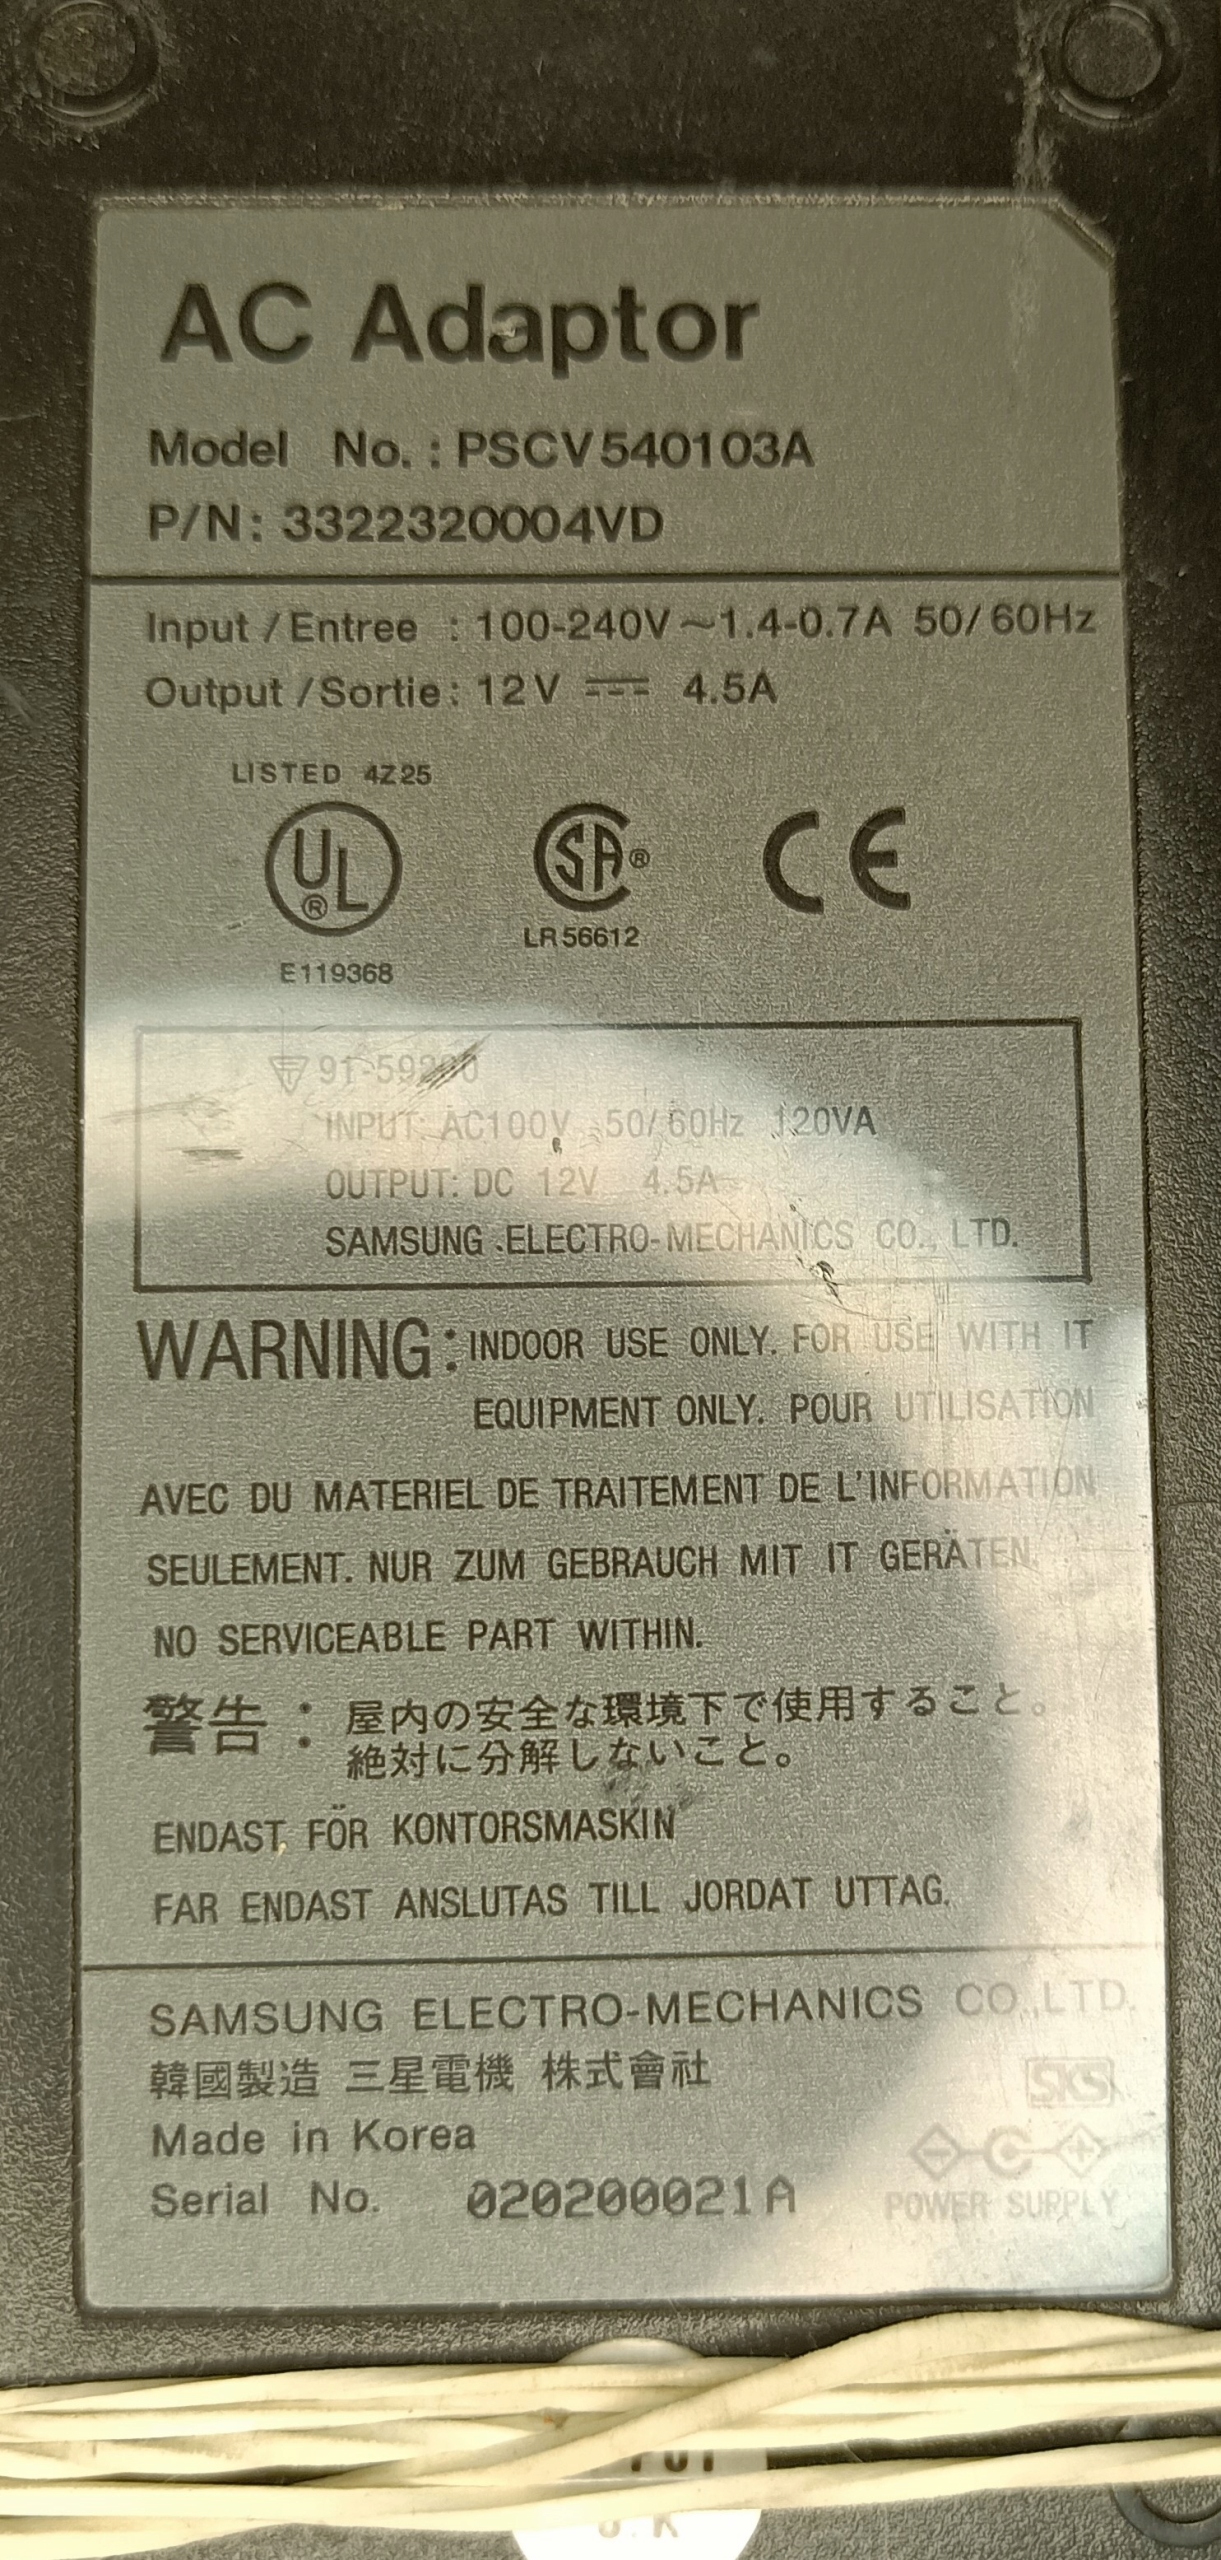 AC Adaptor
Model No. : PSCV540103A
P/N: 3322320004VD
Input / Entree : 100-240V ~1.4-0.7A 50/60Hz
Output / Sortie : 12V ⎓ 4.5A
LISTED 4Z25
UL ®
SA ®
CE
LR56612
E119368
INPUT: AC100V 50/60Hz 120VA
OUTPUT: DC 12V 4.5A
SAMSUNG ELECTRO-MECHANICS CO., LTD.
WARNING: INDOOR USE ONLY. FOR USE WITH IT
EQUIPMENT ONLY. POUR UTILISATION
AVEC DU MATERIEL DE TRAITEMENT DE L'INFORMATION
SEULEMENT. NUR ZUM GEBRAUCH MIT IT GERÄTEN.
NO SERVICEABLE PART WITHIN.
警告：屋内の安全な環境下で使用すること。
絶対に分解しないこと。
ENDAST FÖR KONTORSMASKIN
FAR ENDAST ANSLUTAS TILL JORDAT UTTAG.
SAMSUNG ELECTRO-MECHANICS CO.,LTD.
韓國製造 三星電機 株式會社
SKS
Made in Korea
Serial No. 020200021A
POWER SUPPLY